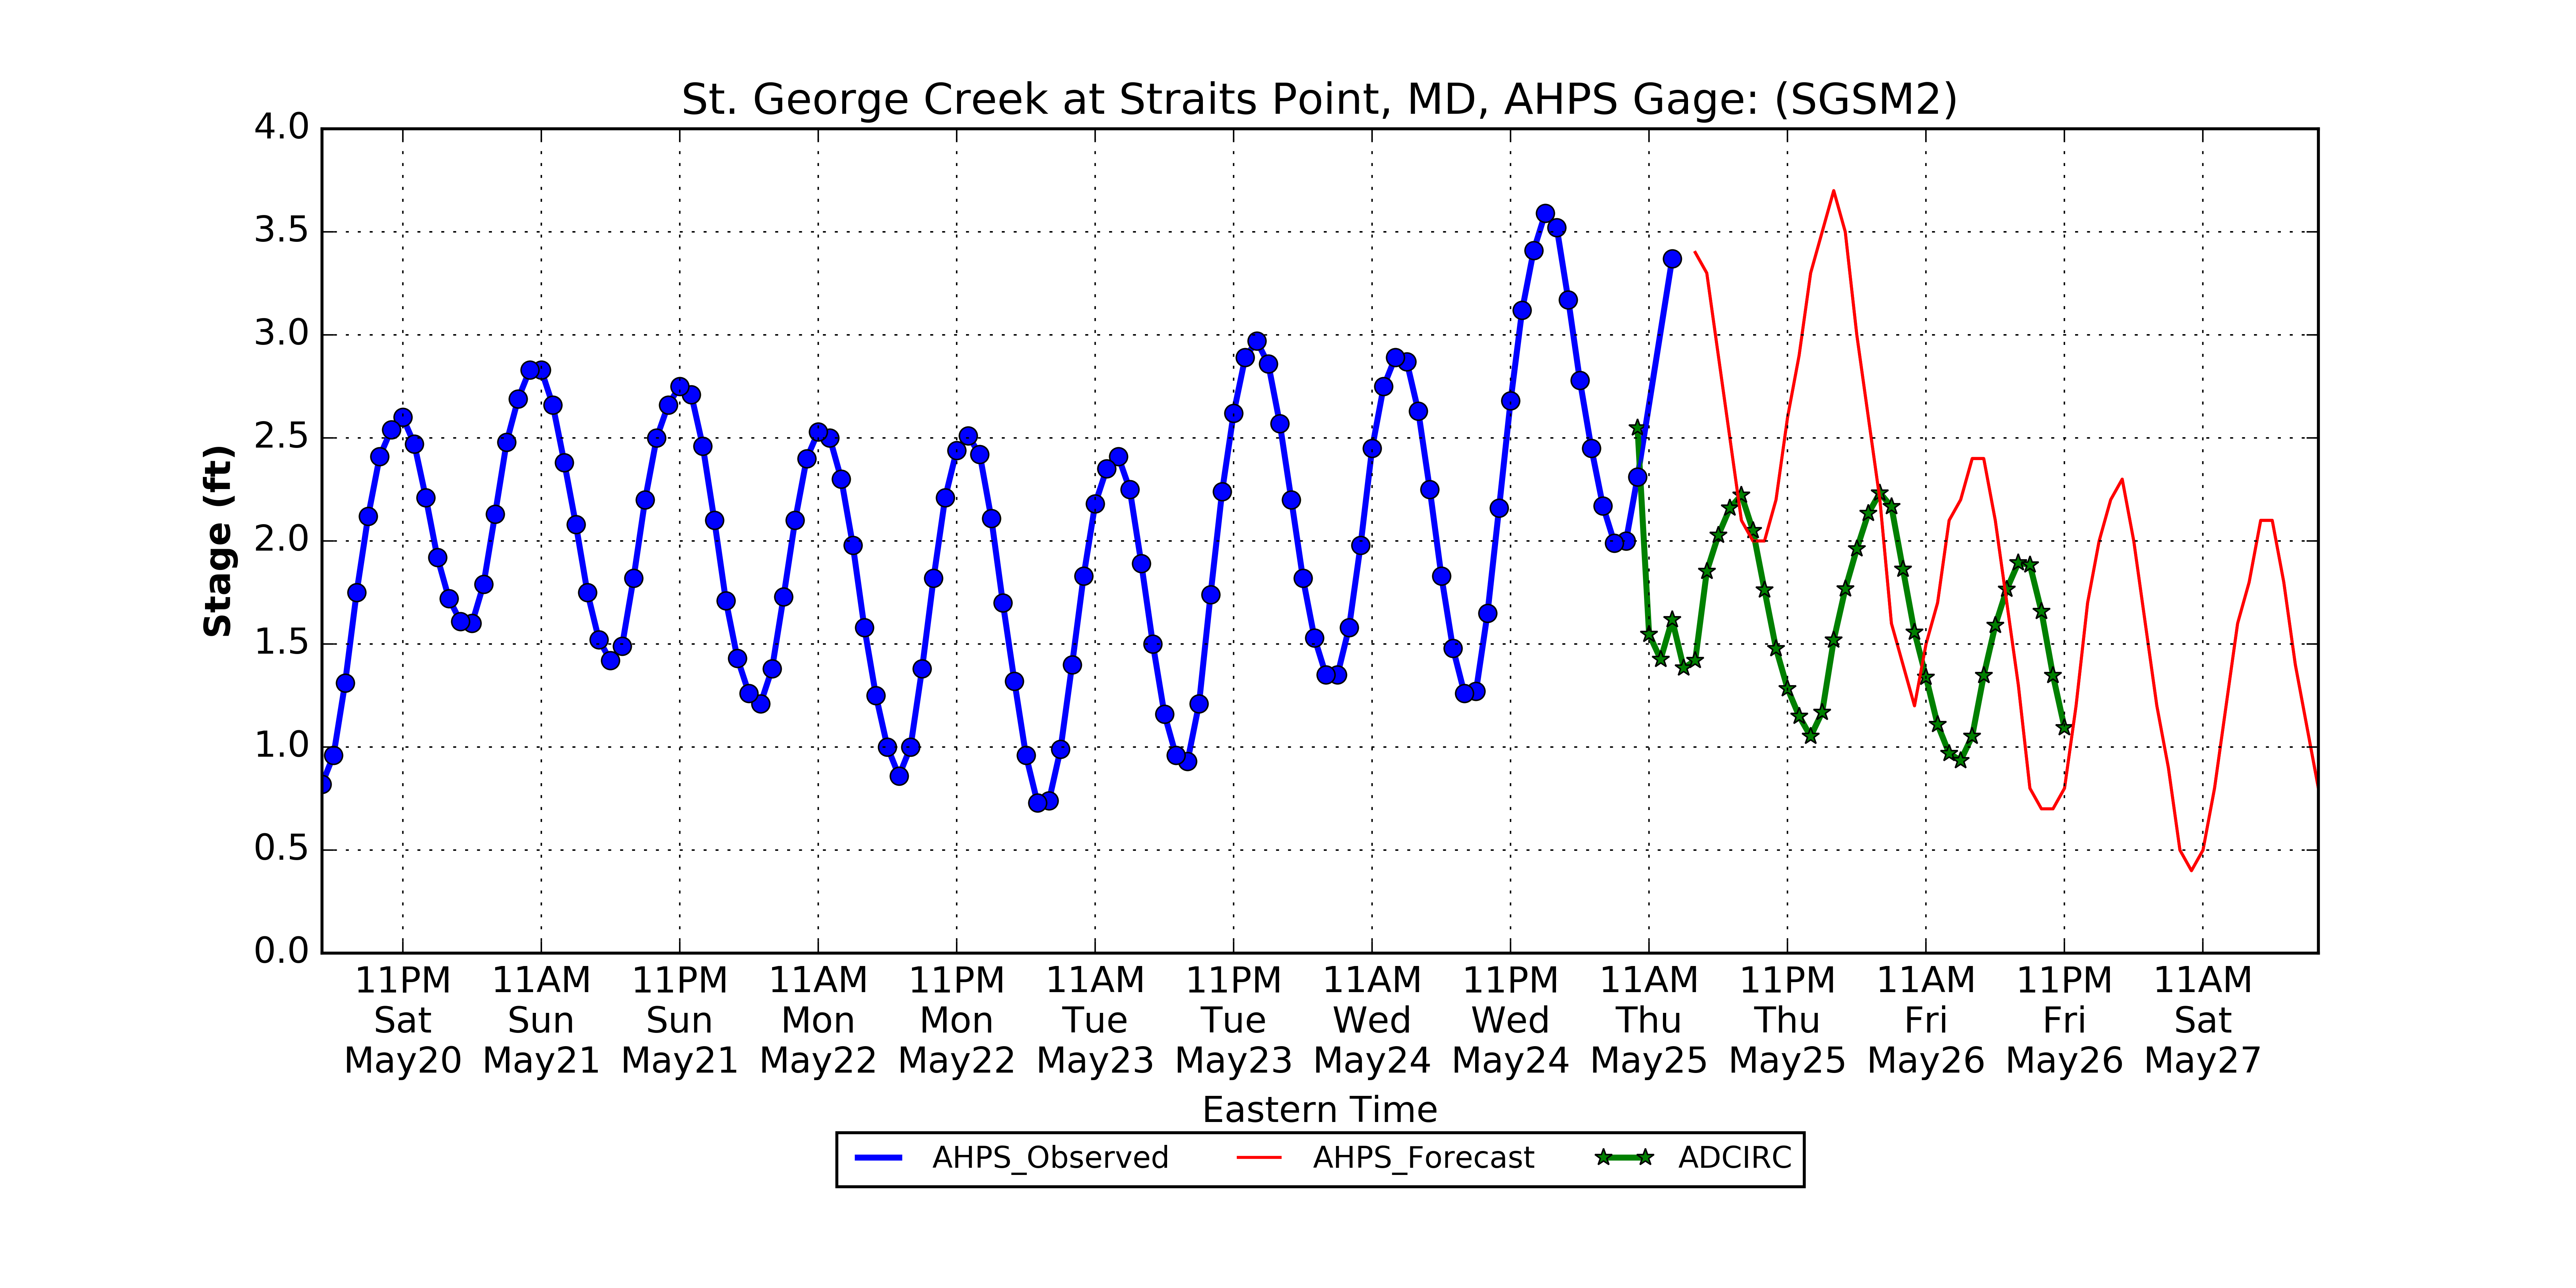 St. George Creek at Straits Point, MD, AHPS Gage: (SGSM2)
4.0
3.5
3.0
2.5
2.0
1.5
1.0
0.5
0.0
Stage (ft)
11PM 11AM 11PM 11AM 11PM 11AM 11PM 11AM 11PM 11AM 11PM 11AM 11PM 11AM
Sat Sun Sun Mon Mon Tue Tue Wed Wed Thu Thu Fri Fri Sat
May20 May21 May21 May22 May22 May23 May23 May24 May24 May25 May25 May26 May26 May27
Eastern Time
AHPS_Observed AHPS_Forecast ADCIRC